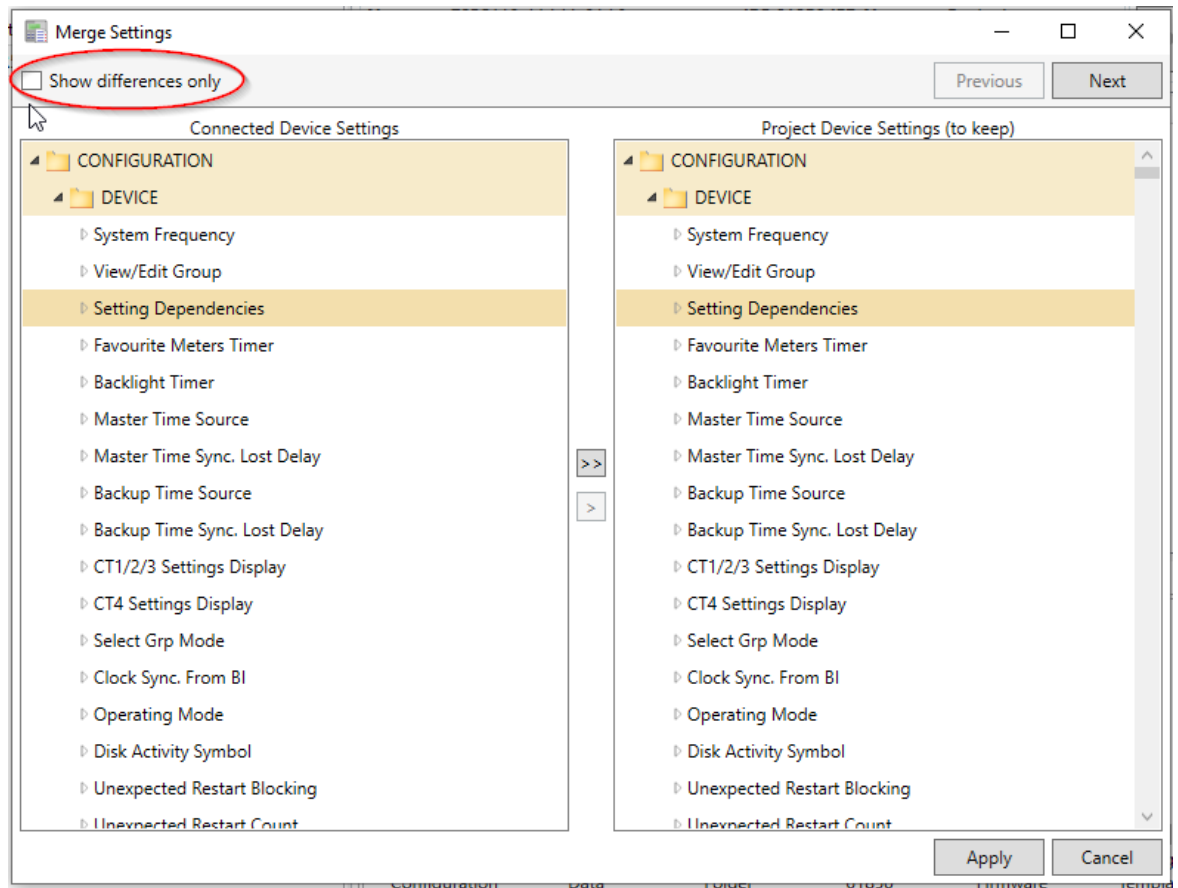 Merge Settings
Show differences only
Previous
Next
Connected Device Settings
Project Device Settings (to keep)
CONFIGURATION
DEVICE
System Frequency
View/Edit Group
Setting Dependencies
Favourite Meters Timer
Backlight Timer
Master Time Source
Master Time Sync. Lost Delay
Backup Time Source
Backup Time Sync. Lost Delay
CT1/2/3 Settings Display
CT4 Settings Display
Select Grp Mode
Clock Sync. From BI
Operating Mode
Disk Activity Symbol
Unexpected Restart Blocking
Unexpected Restart Count
>>
>
CONFIGURATION
DEVICE
System Frequency
View/Edit Group
Setting Dependencies
Favourite Meters Timer
Backlight Timer
Master Time Source
Master Time Sync. Lost Delay
Backup Time Source
Backup Time Sync. Lost Delay
CT1/2/3 Settings Display
CT4 Settings Display
Select Grp Mode
Clock Sync. From BI
Operating Mode
Disk Activity Symbol
Unexpected Restart Blocking
Unexpected Restart Count
Apply
Cancel